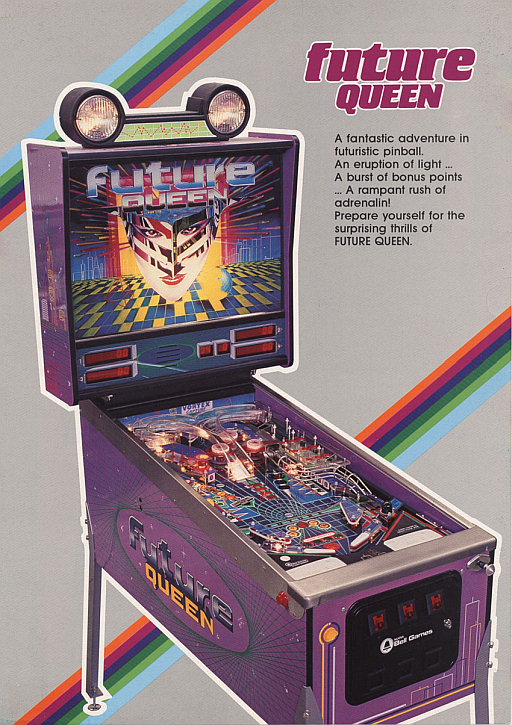 future
QUEEN
A fantastic adventure in
futuristic pinball.
An eruption of light ...
A burst of bonus points
... A rampant rush of
adrenalin!
Prepare yourself for the
surprising thrills of
FUTURE QUEEN.
future
QUEEN
VORTEX
future
QUEEN
Bell Games